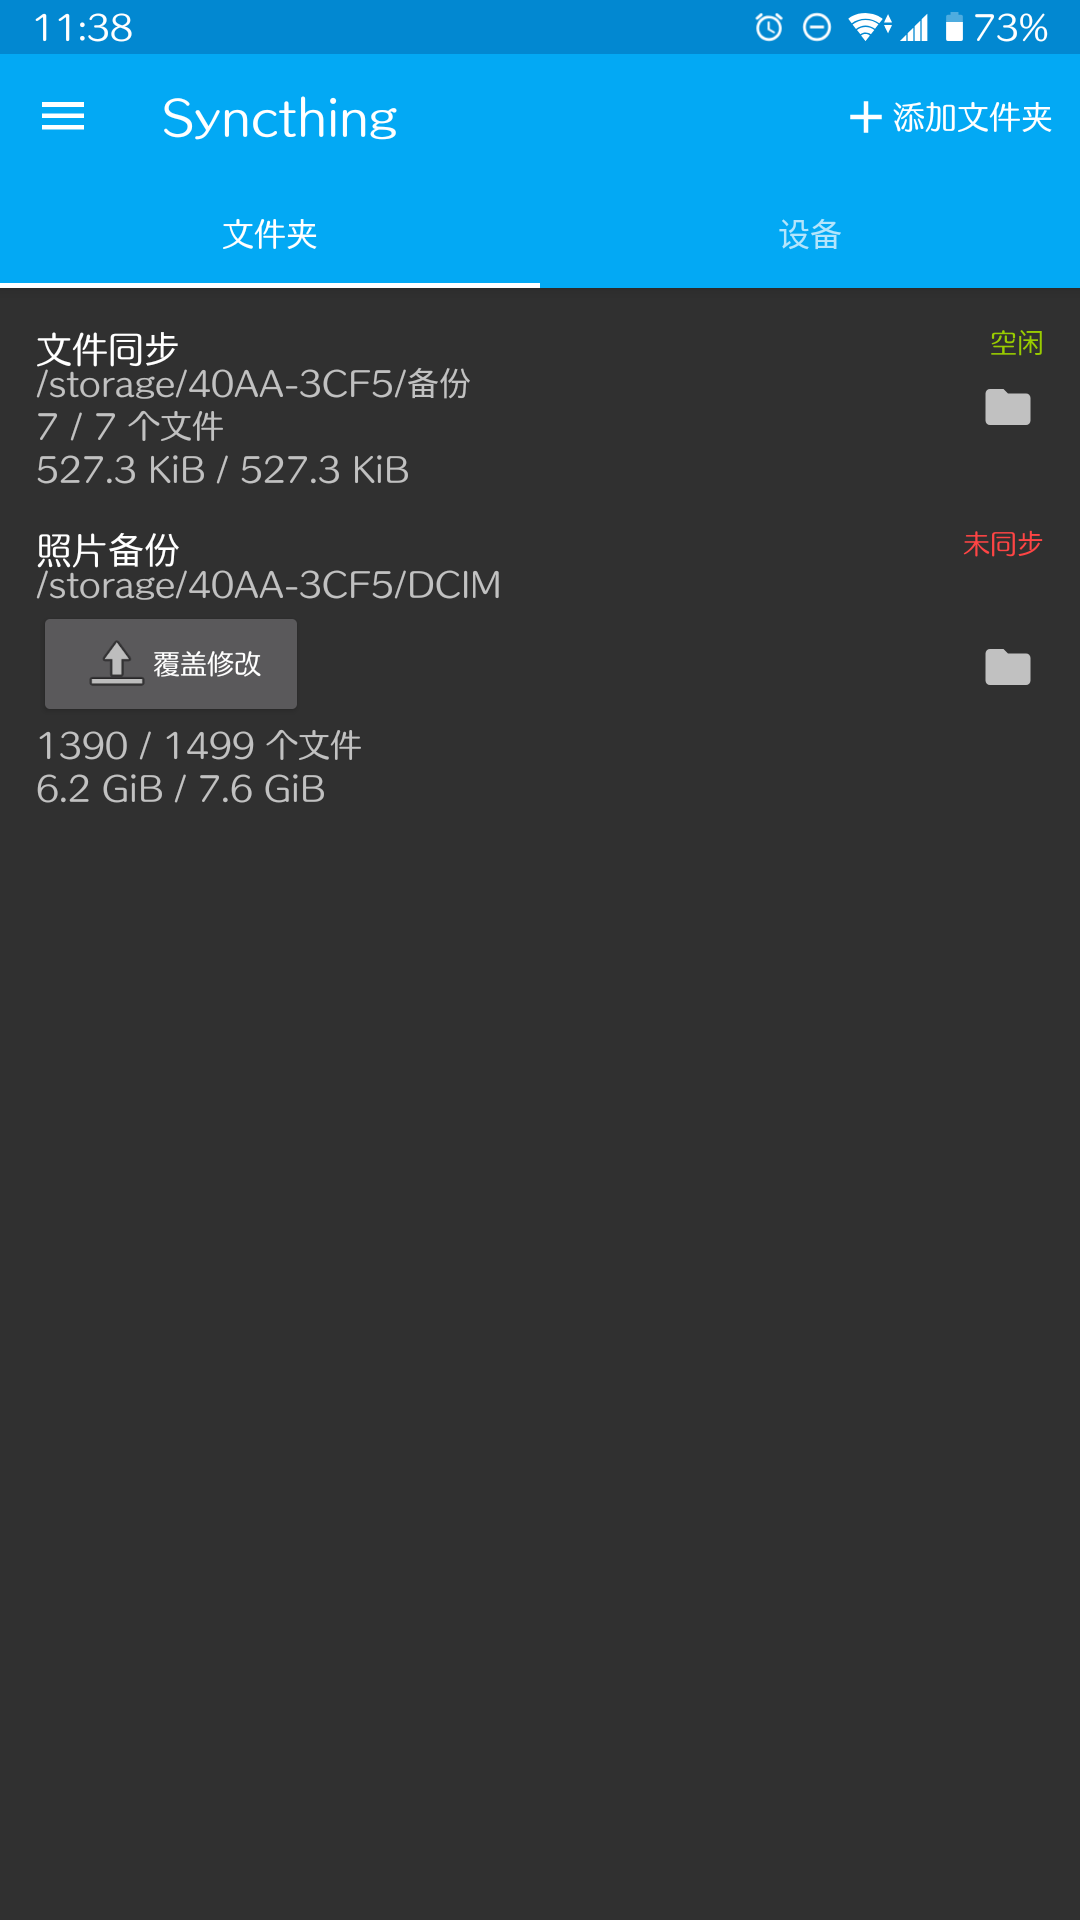 11:38
73%
Syncthing
添加文件夹
文件夹
设备
文件同步
空闲
/storage/40AA-3CF5/备份
7 / 7 个文件
527.3 KiB / 527.3 KiB
照片备份
未同步
/storage/40AA-3CF5/DCIM
覆盖修改
1390 / 1499 个文件
6.2 GiB / 7.6 GiB